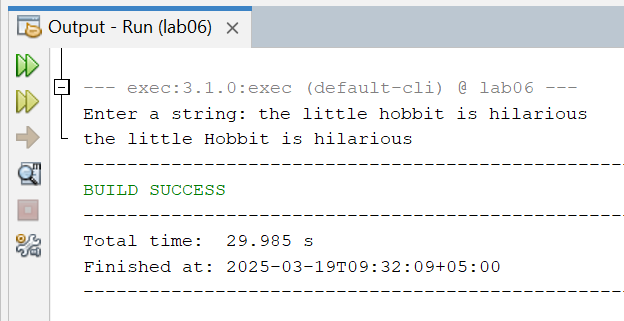 Output - Run (lab06)
--- exec:3.1.0:exec (default-cli) @ lab06 ---
Enter a string: the little hobbit is hilarious
the little Hobbit is hilarious
------------------------------------------------
BUILD SUCCESS
------------------------------------------------
Total time:  29.985 s
Finished at: 2025-03-19T09:32:09+05:00
------------------------------------------------